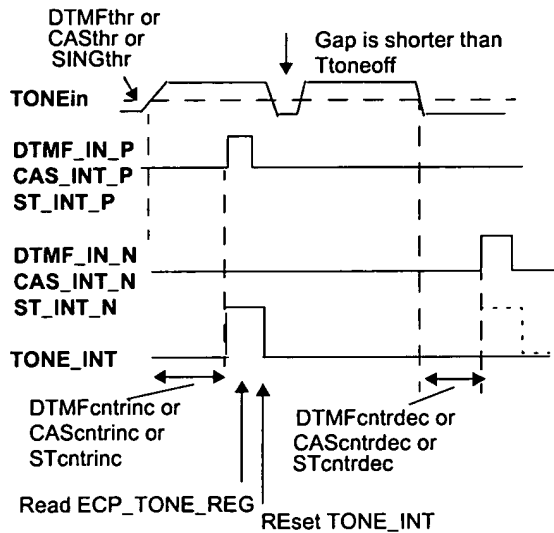 DTMFthr or
CASthr or
SINGthr
Gap is shorter than
Ttoneoff
TONEin
DTMF_IN_P
CAS_INT_P
ST_INT_P
DTMF_IN_N
CAS_INT_N
ST_INT_N
TONE_INT
DTMFcntrinc or
CAScntrinc or
STcntrinc
DTMFcntrdec or
CAScntrdec or
STcntrdec
Read ECP_TONE_REG
REset TONE_INT